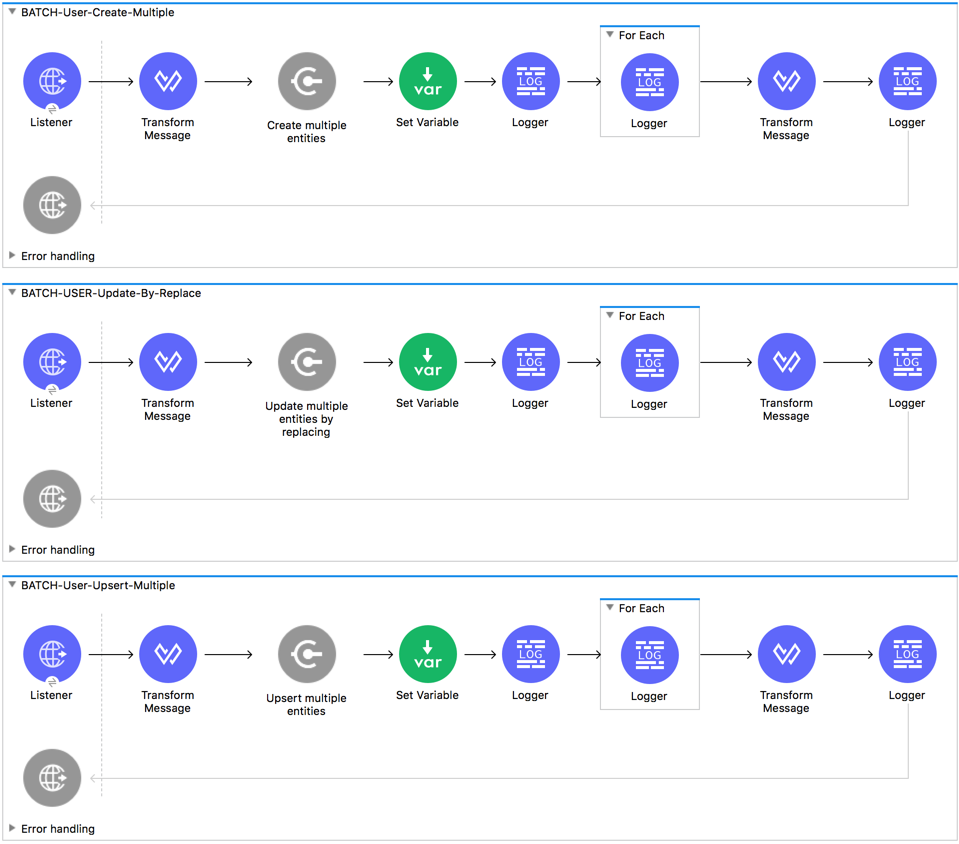 BATCH-User-Create-Multiple
For Each
var
LOG
LOG
LOG
Listener
Transform
Message
Create multiple
entities
Set Variable
Logger
Logger
Transform
Message
Logger
Error handling
BATCH-USER-Update-By-Replace
For Each
var
LOG
LOG
LOG
Listener
Transform
Message
Update multiple
entities by
replacing
Set Variable
Logger
Logger
Transform
Message
Logger
Error handling
BATCH-User-Upsert-Multiple
For Each
var
LOG
LOG
LOG
Listener
Transform
Message
Upsert multiple
entities
Set Variable
Logger
Logger
Transform
Message
Logger
Error handling